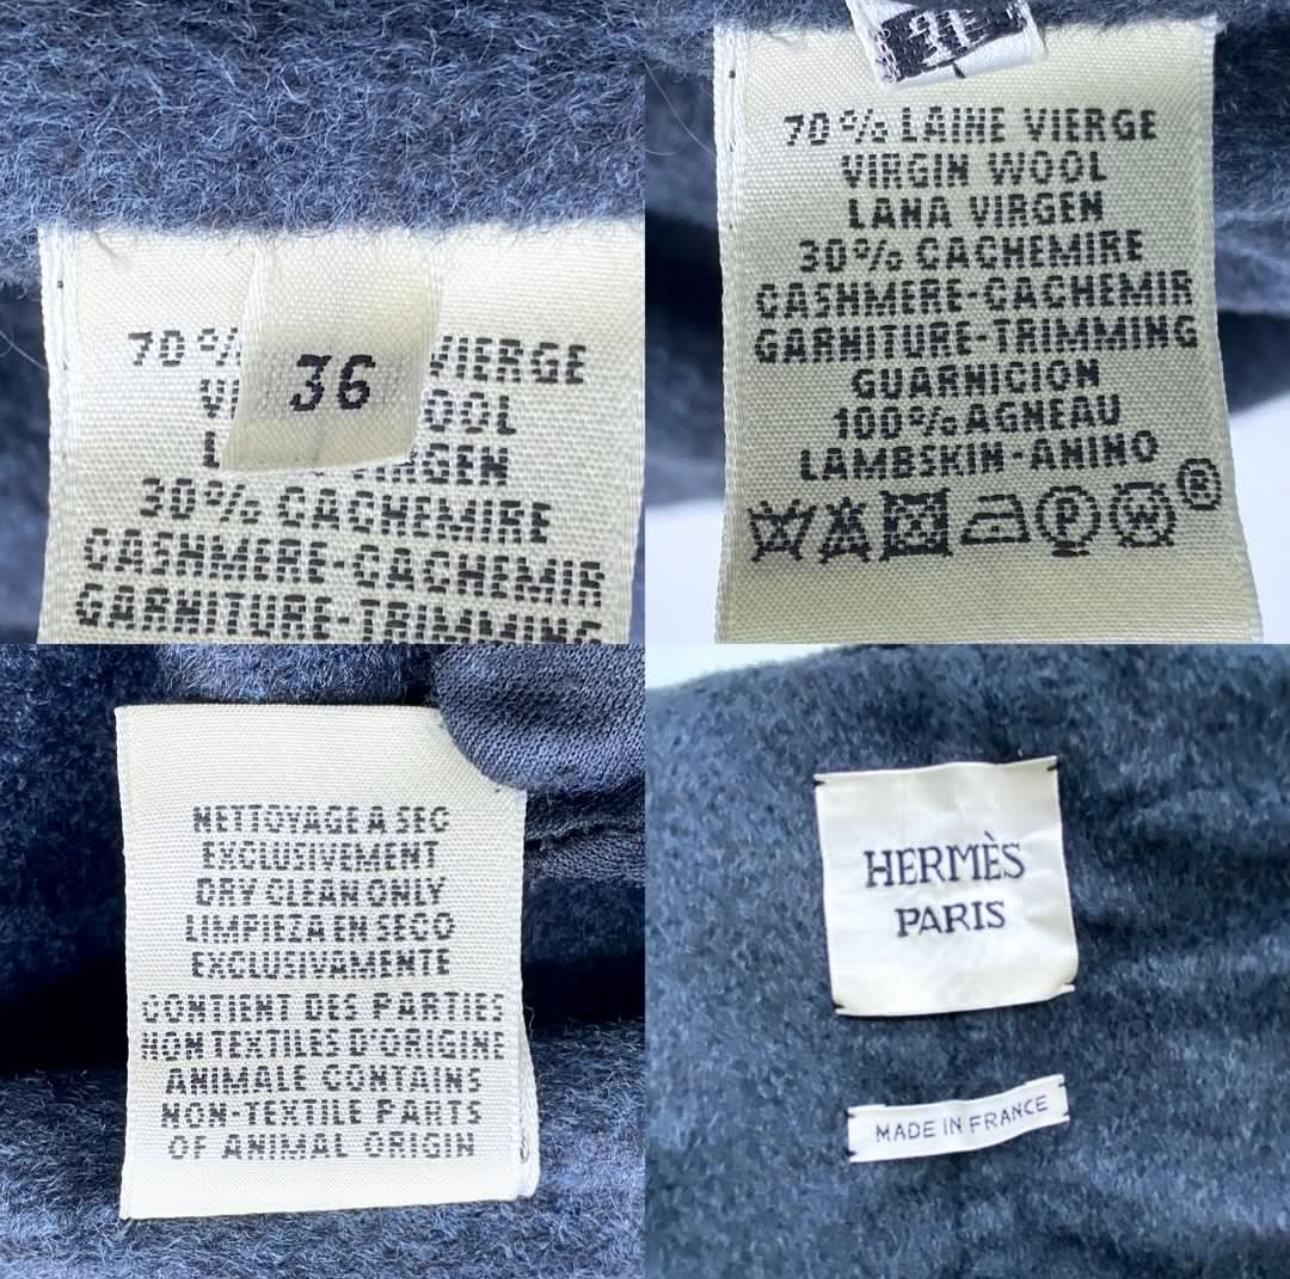 70%
VIERGE
36
OOL
30% CACHEMIRE
CASHMERE-CACHEMIR
GARNITURE-TRIMMING
70% LAINE VIERGE
VIRGIN WOOL
LANA VIRGEN
30% CACHEMIRE
CASHMERE-CACHEMIR
GARNITURE-TRIMMING
GUARNICION
100% AGNEAU
LAMBSKIN-ANINO
P W ®
NETTOYAGE A SEC
EXCLUSIVEMENT
DRY CLEAN ONLY
LIMPIEZA EN SECO
EXCLUSIVAMENTE
CONTIENT DES PARTIES
NON TEXTILES D'ORIGINE
ANIMALE CONTAINS
NON-TEXTILE PARTS
OF ANIMAL ORIGIN
HERMÈS
PARIS
MADE IN FRANCE